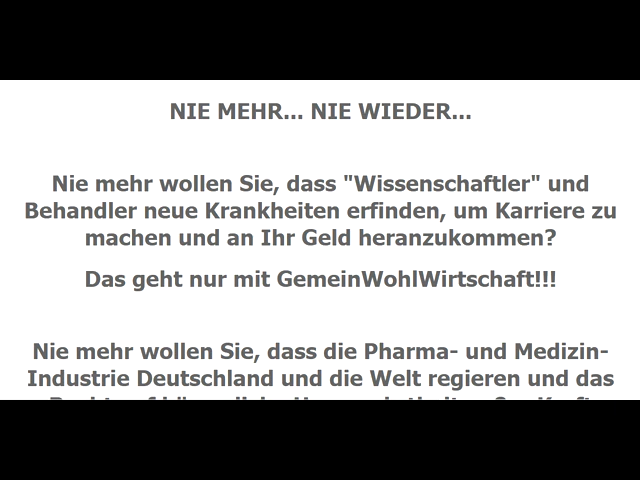 NIE MEHR... NIE WIEDER...
Nie mehr wollen Sie, dass "Wissenschaftler" und
Behandler neue Krankheiten erfinden, um Karriere zu
machen und an Ihr Geld heranzukommen?
Das geht nur mit GemeinWohlWirtschaft!!!
Nie mehr wollen Sie, dass die Pharma- und Medizin-
Industrie Deutschland und die Welt regieren und das